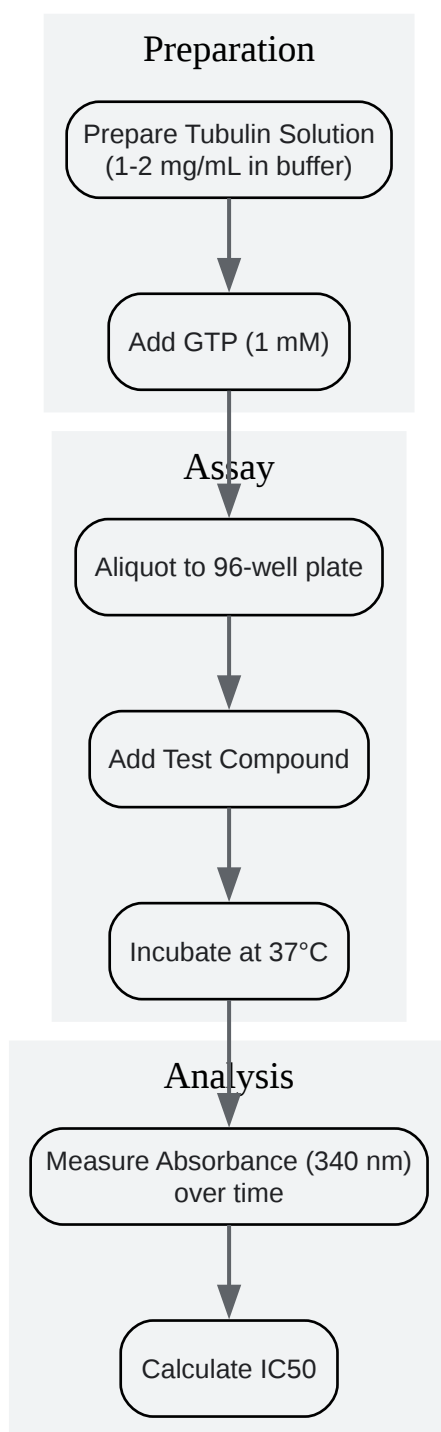 Preparation
Prepare Tubulin Solution
(1-2 mg/mL in buffer)
Add GTP (1 mM)
Assay
Aliquot to 96-well plate
Add Test Compound
Incubate at 37°C
Analysis
Measure Absorbance (340 nm)
over time
Calculate IC50